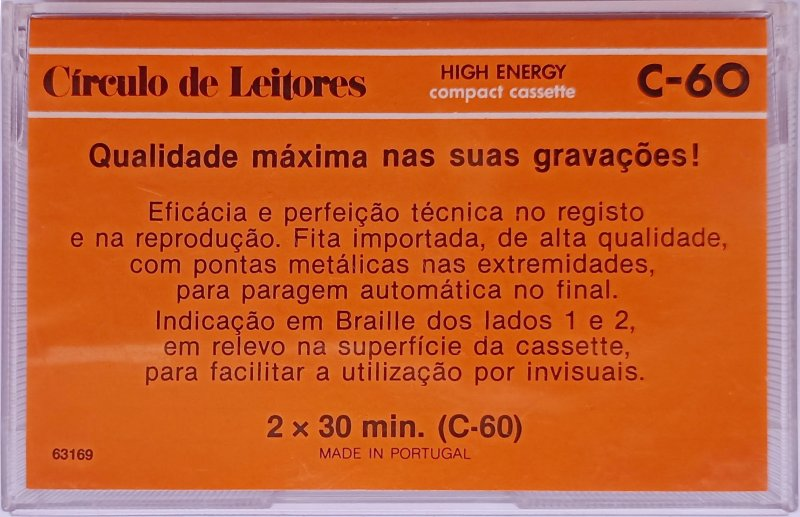 Círculo de Leitores
HIGH ENERGY
compact cassette
C-60
Qualidade máxima nas suas gravações!
Eficácia e perfeição técnica no registo
e na reprodução. Fita importada, de alta qualidade,
com pontas metálicas nas extremidades,
para paragem automática no final.
Indicação em Braille dos lados 1 e 2,
em relevo na superfície da cassette,
para facilitar a utilização por invisuais.
2 × 30 min. (C-60)
63169
MADE IN PORTUGAL